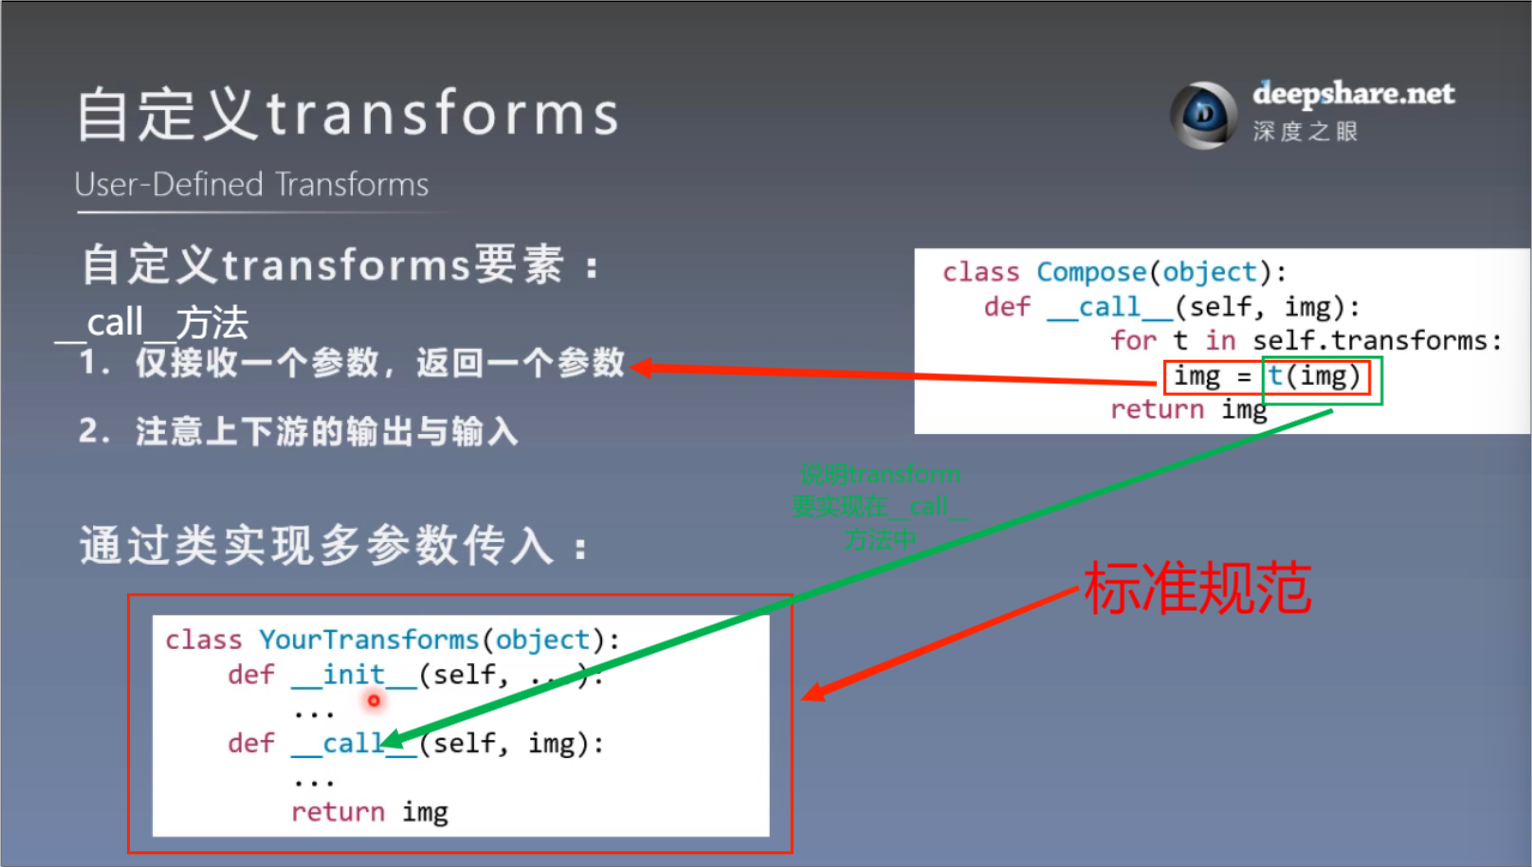 自定义transforms
User-Defined Transforms
deepshare.net
深度之眼
自定义transforms要素：
__call__方法
1. 仅接收一个参数，返回一个参数
2. 注意上下游的输出与输入
class Compose(object):
def __call__(self, img):
for t in self.transforms:
img = t(img)
return img
说明transform
要实现在__call__
方法中
通过类实现多参数传入：
标准规范
class YourTransforms(object):
def __init__(self, ...):
...
def __call__(self, img):
...
return img